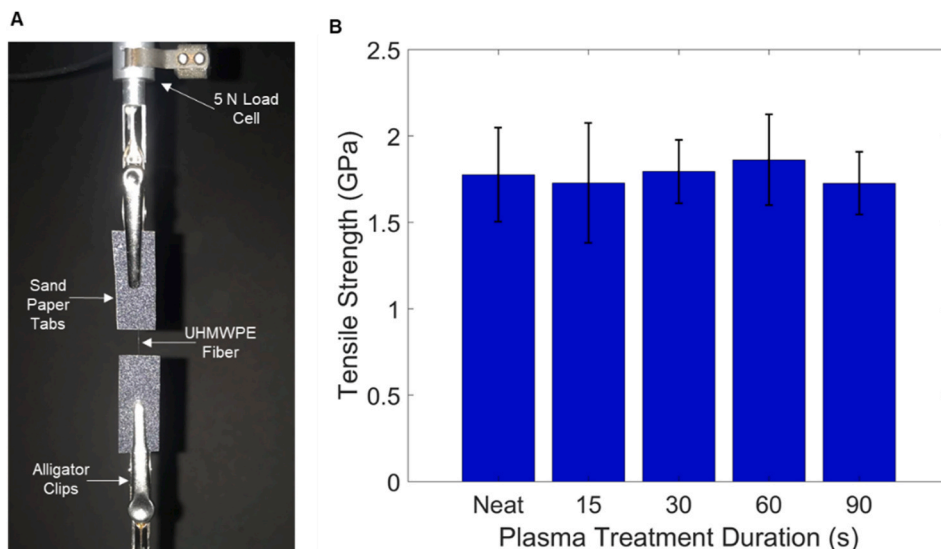 A
5 N Load
Cell
Sand
Paper
Tabs
UHMWPE
Fiber
Alligator
Clips
B
2.5
2
1.5
1
0.5
0
Tensile Strength (GPa)
Neat 15 30 60 90
Plasma Treatment Duration (s)